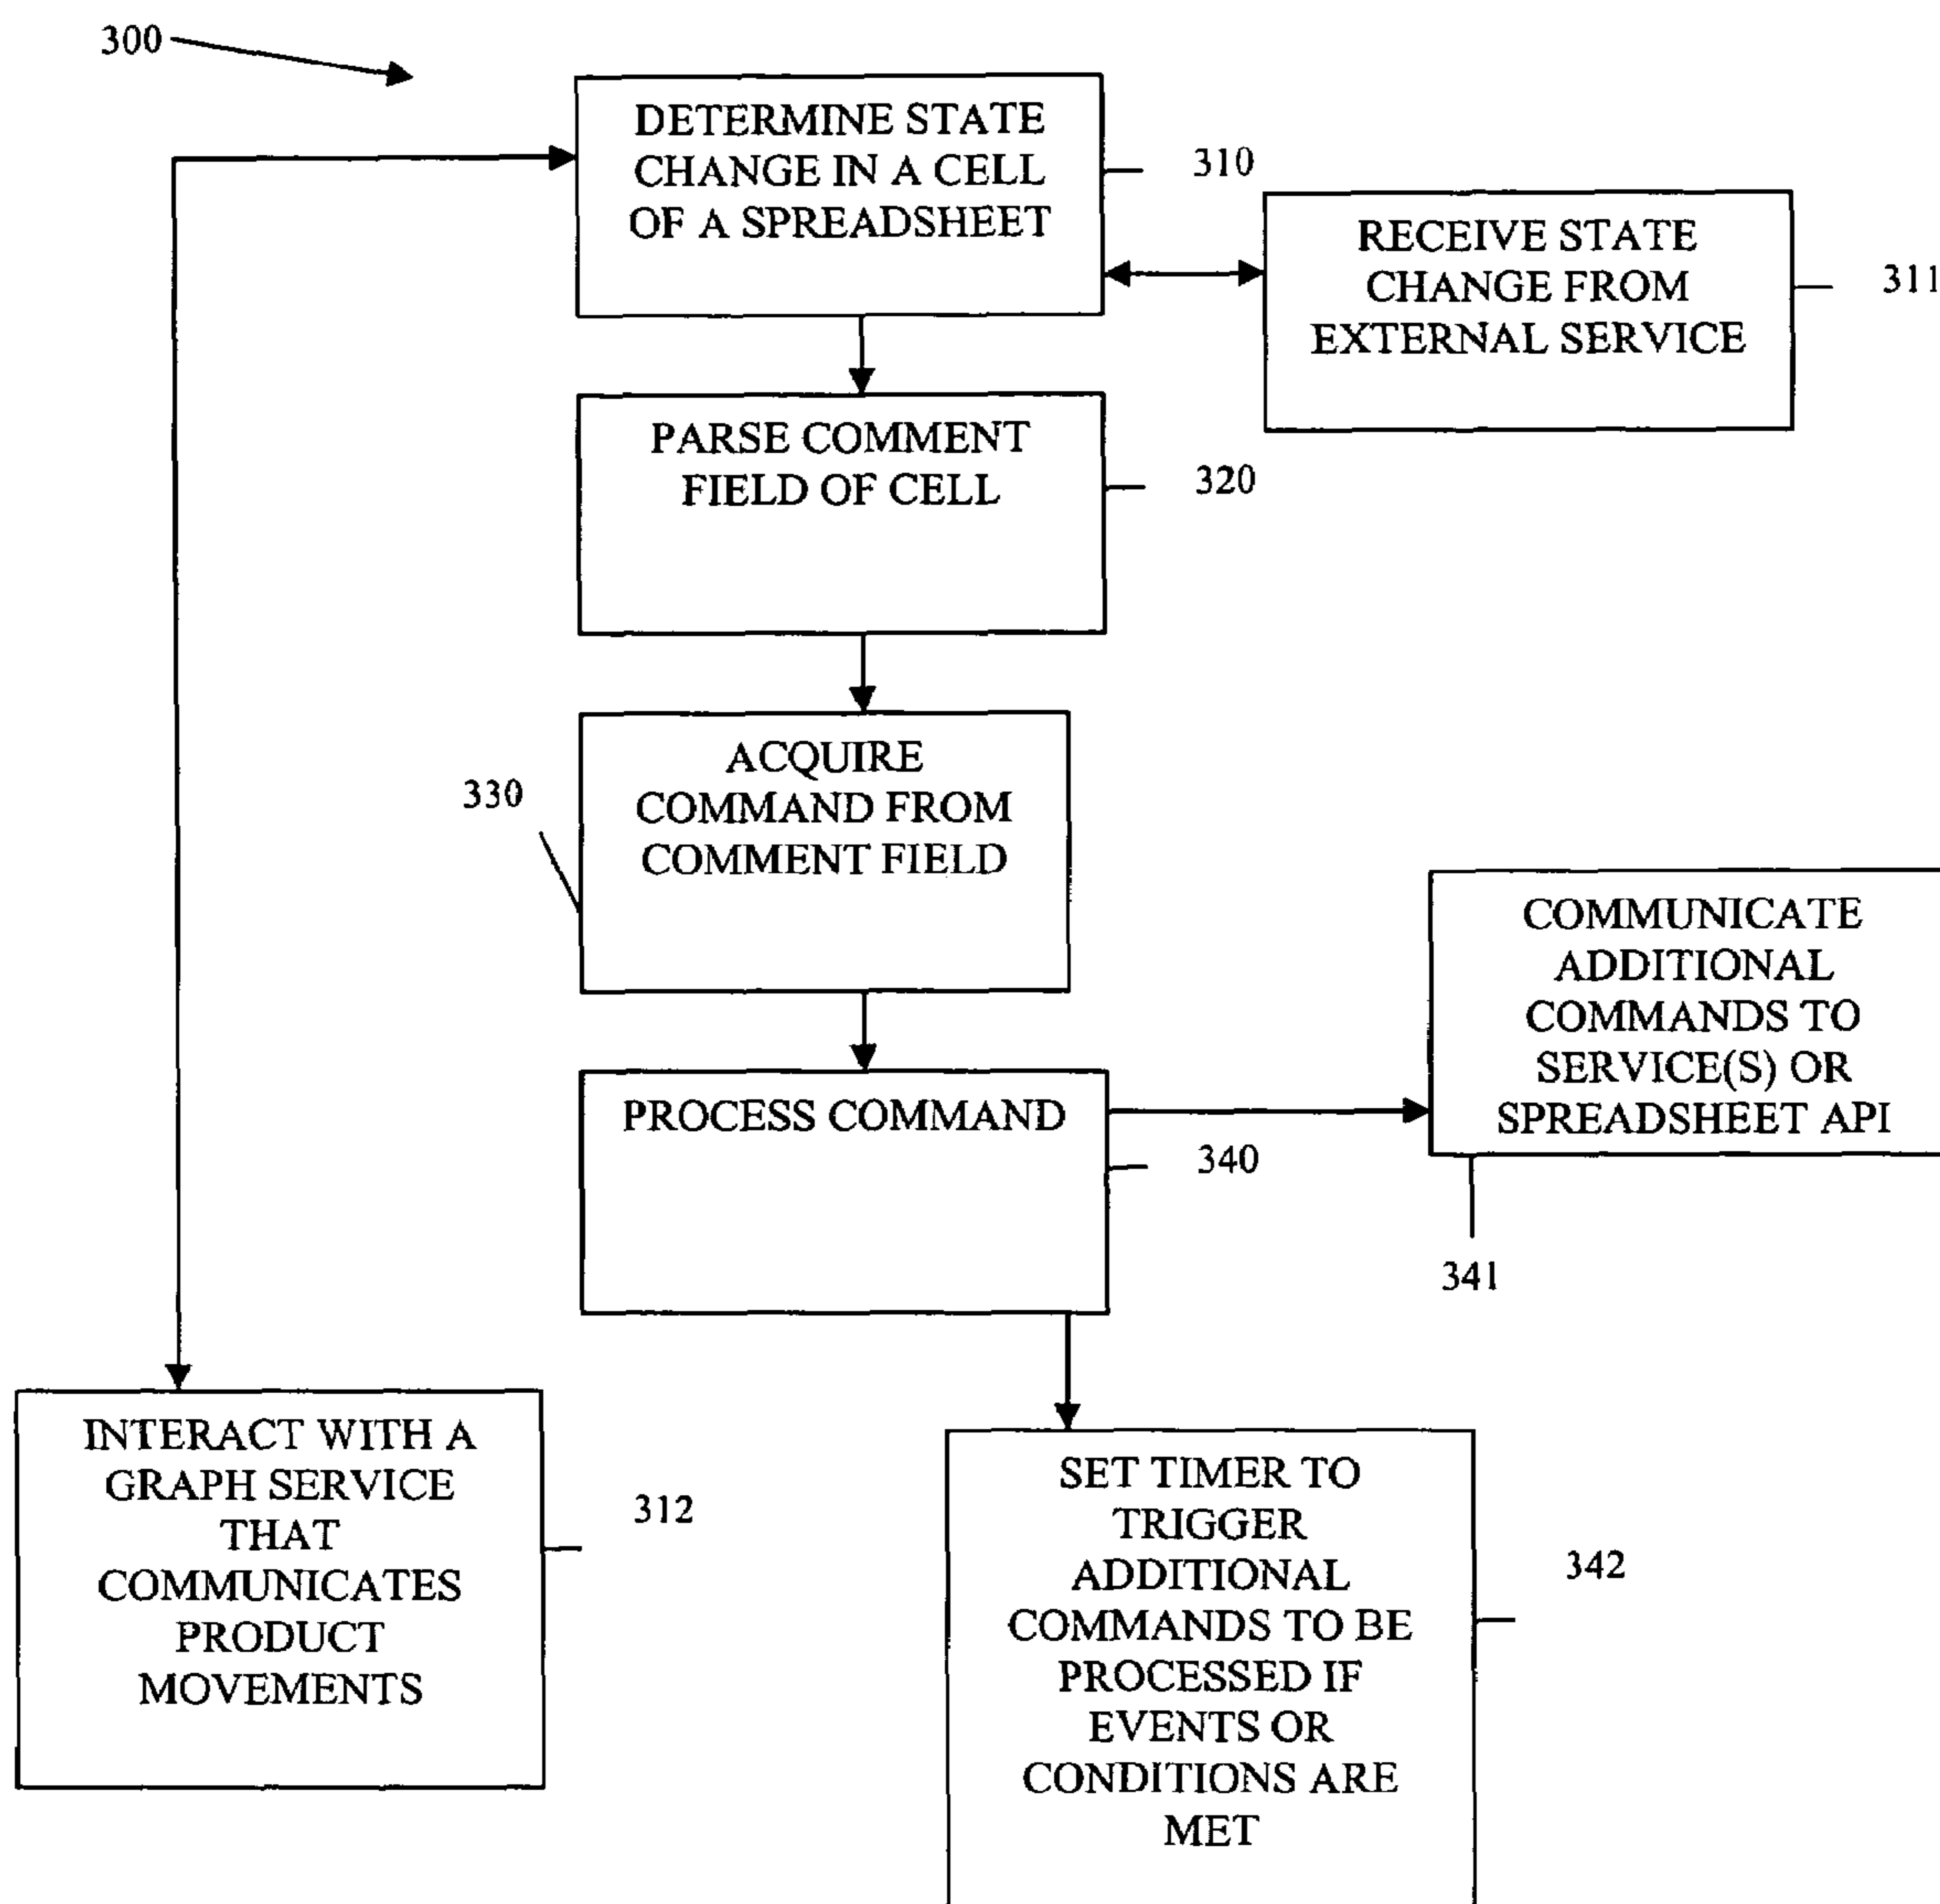 300
DETERMINE STATE
CHANGE IN A CELL
OF A SPREADSHEET
310
RECEIVE STATE
CHANGE FROM
EXTERNAL SERVICE
311
PARSE COMMENT
FIELD OF CELL
320
ACQUIRE
COMMAND FROM
COMMENT FIELD
330
PROCESS COMMAND
340
COMMUNICATE
ADDITIONAL
COMMANDS TO
SERVICE(S) OR
SPREADSHEET API
341
INTERACT WITH A
GRAPH SERVICE
THAT
COMMUNICATES
PRODUCT
MOVEMENTS
312
SET TIMER TO
TRIGGER
ADDITIONAL
COMMANDS TO BE
PROCESSED IF
EVENTS OR
CONDITIONS ARE
MET
342